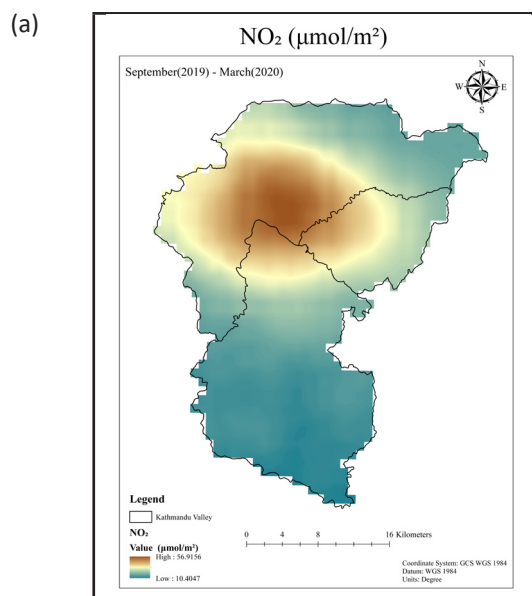 (a)
NO₂ (μmol/m²)
September(2019) - March(2020)
N
W E
S
Legend
Kathmandu Valley
NO₂
Value (μmol/m²)
High : 56.9156
Low : 10.4047
0 4 8 16 Kilometers
Coordinate System: GCS WGS 1984
Datum: WGS 1984
Units: Degree